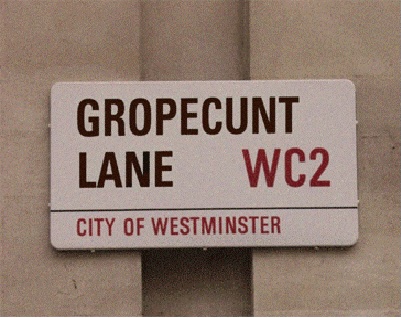 GROPECUNT
LANE WC2
CITY OF WESTMINSTER